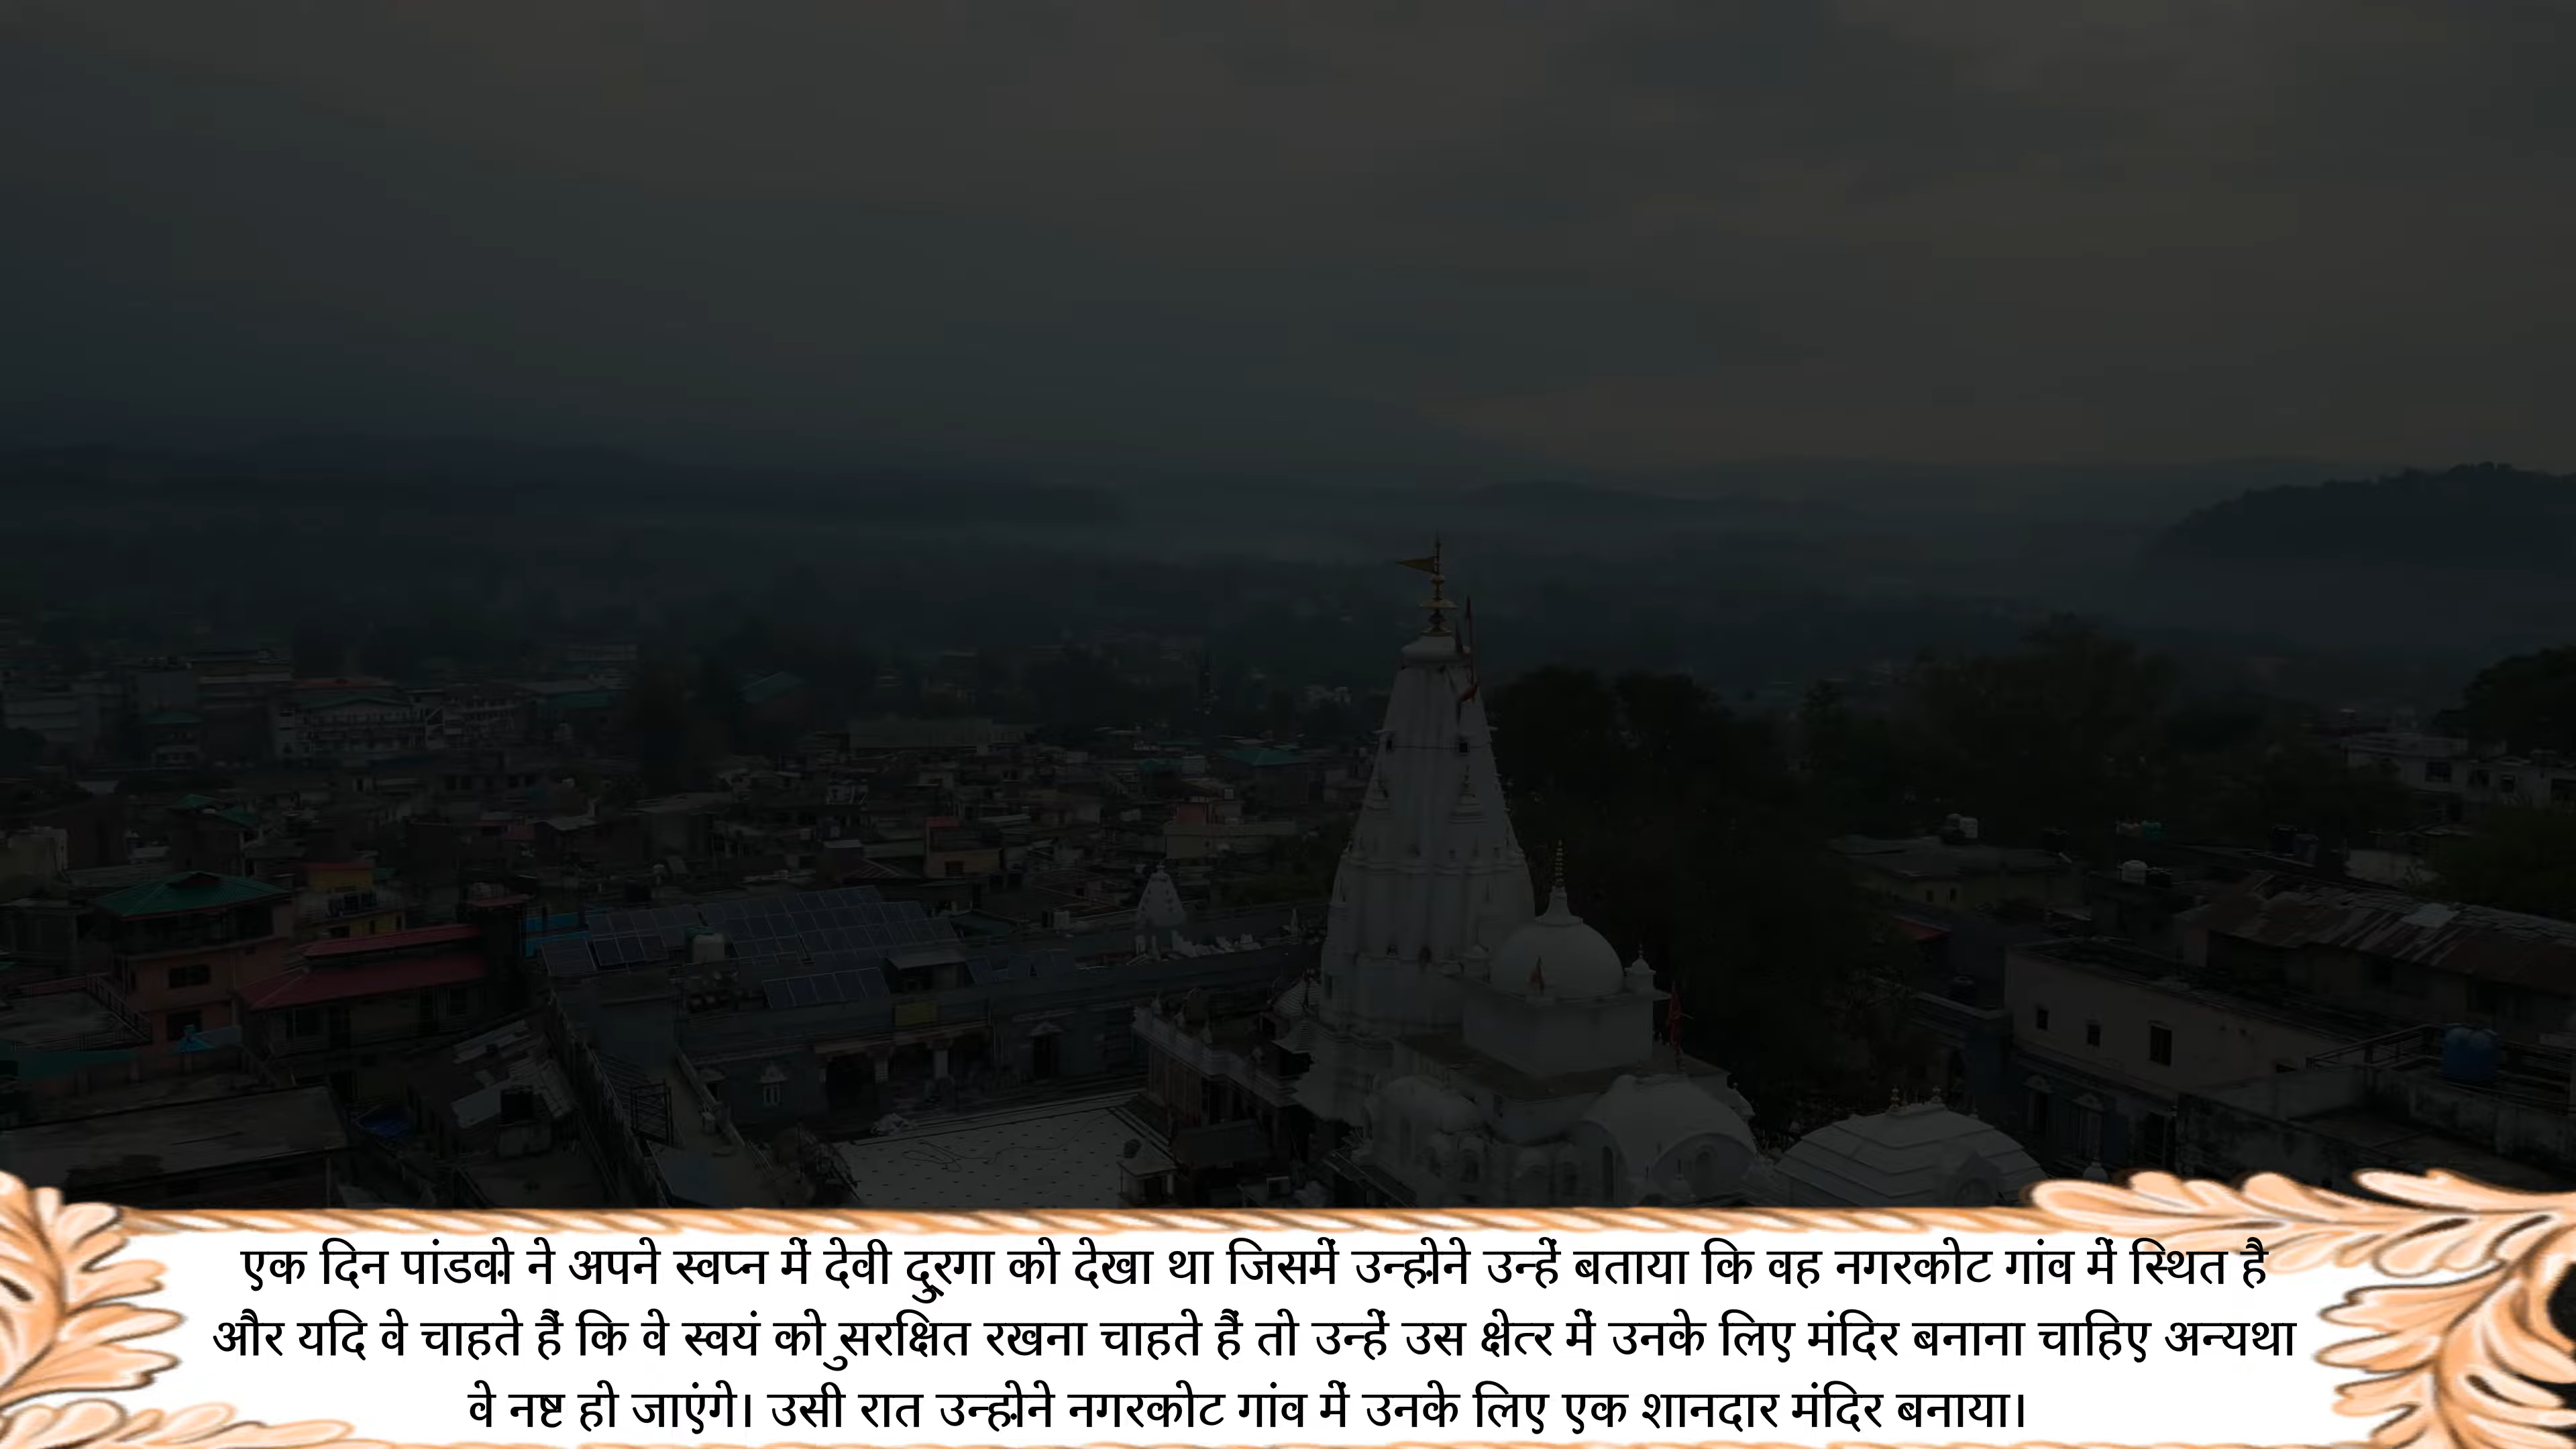 एक दिन पांडवों ने अपने स्वप्न में देवी दुर्गा को देखा था जिसमें उन्होंने उन्हें बताया कि वह नगरकोट गांव में स्थित है
और यदि वे चाहते हैं कि वे स्वयं को सुरक्षित रखना चाहते हैं तो उन्हें उस क्षेत्र में उनके लिए मंदिर बनाना चाहिए अन्यथा
वे नष्ट हो जाएंगे। उसी रात उन्होंने नगरकोट गांव में उनके लिए एक शानदार मंदिर बनाया।